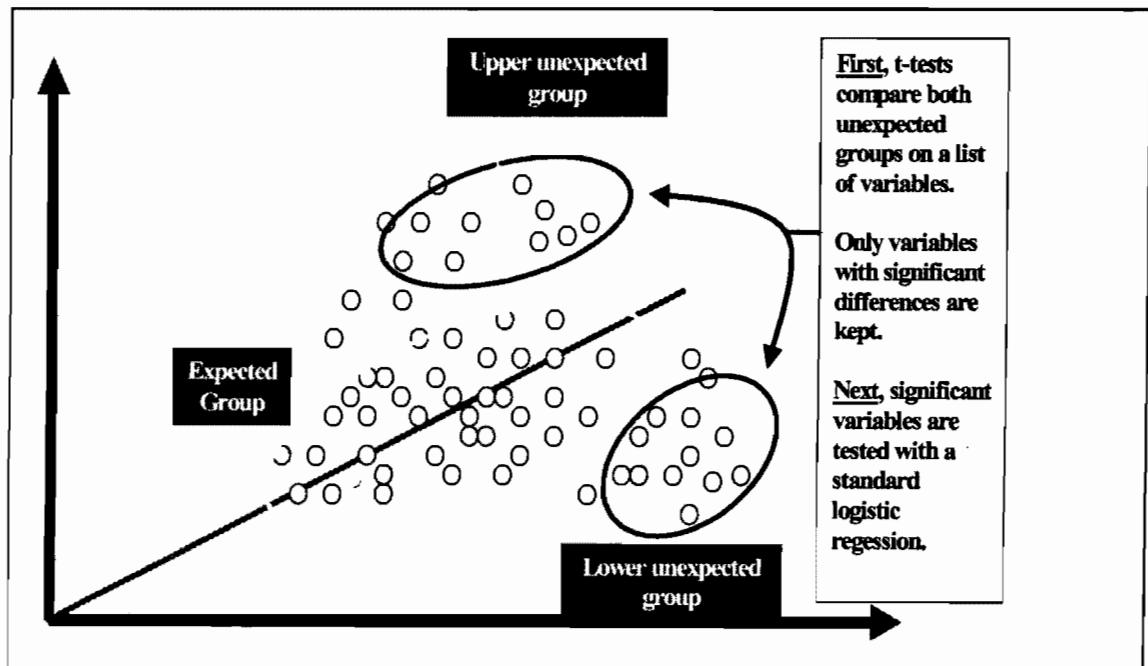 Upper unexpected
group
First, t-tests
compare both
unexpected
groups on a list
of variables.
Only variables
with significant
differences are
kept.
Next, significant
variables are
tested with a
standard
logistic
regession.
Expected
Group
Lower unexpected
group